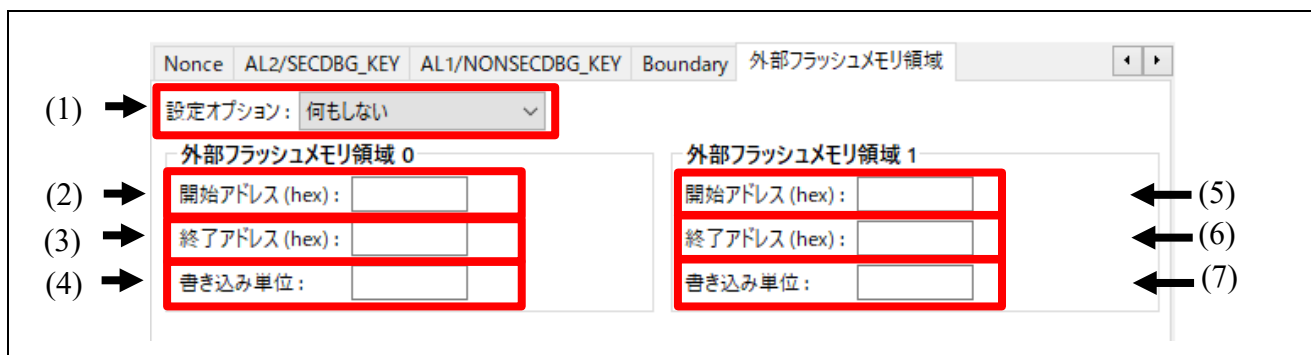 Nonce AL2/SECDBG_KEY AL1/NONSECDBG_KEY Boundary 外部フラッシュメモリ領域
(1) 設定オプション: 何もしない
外部フラッシュメモリ領域 0 外部フラッシュメモリ領域 1
(2) 開始アドレス (hex) : 開始アドレス (hex) : (5)
(3) 終了アドレス (hex) : 終了アドレス (hex) : (6)
(4) 書き込み単位 : 書き込み単位 : (7)